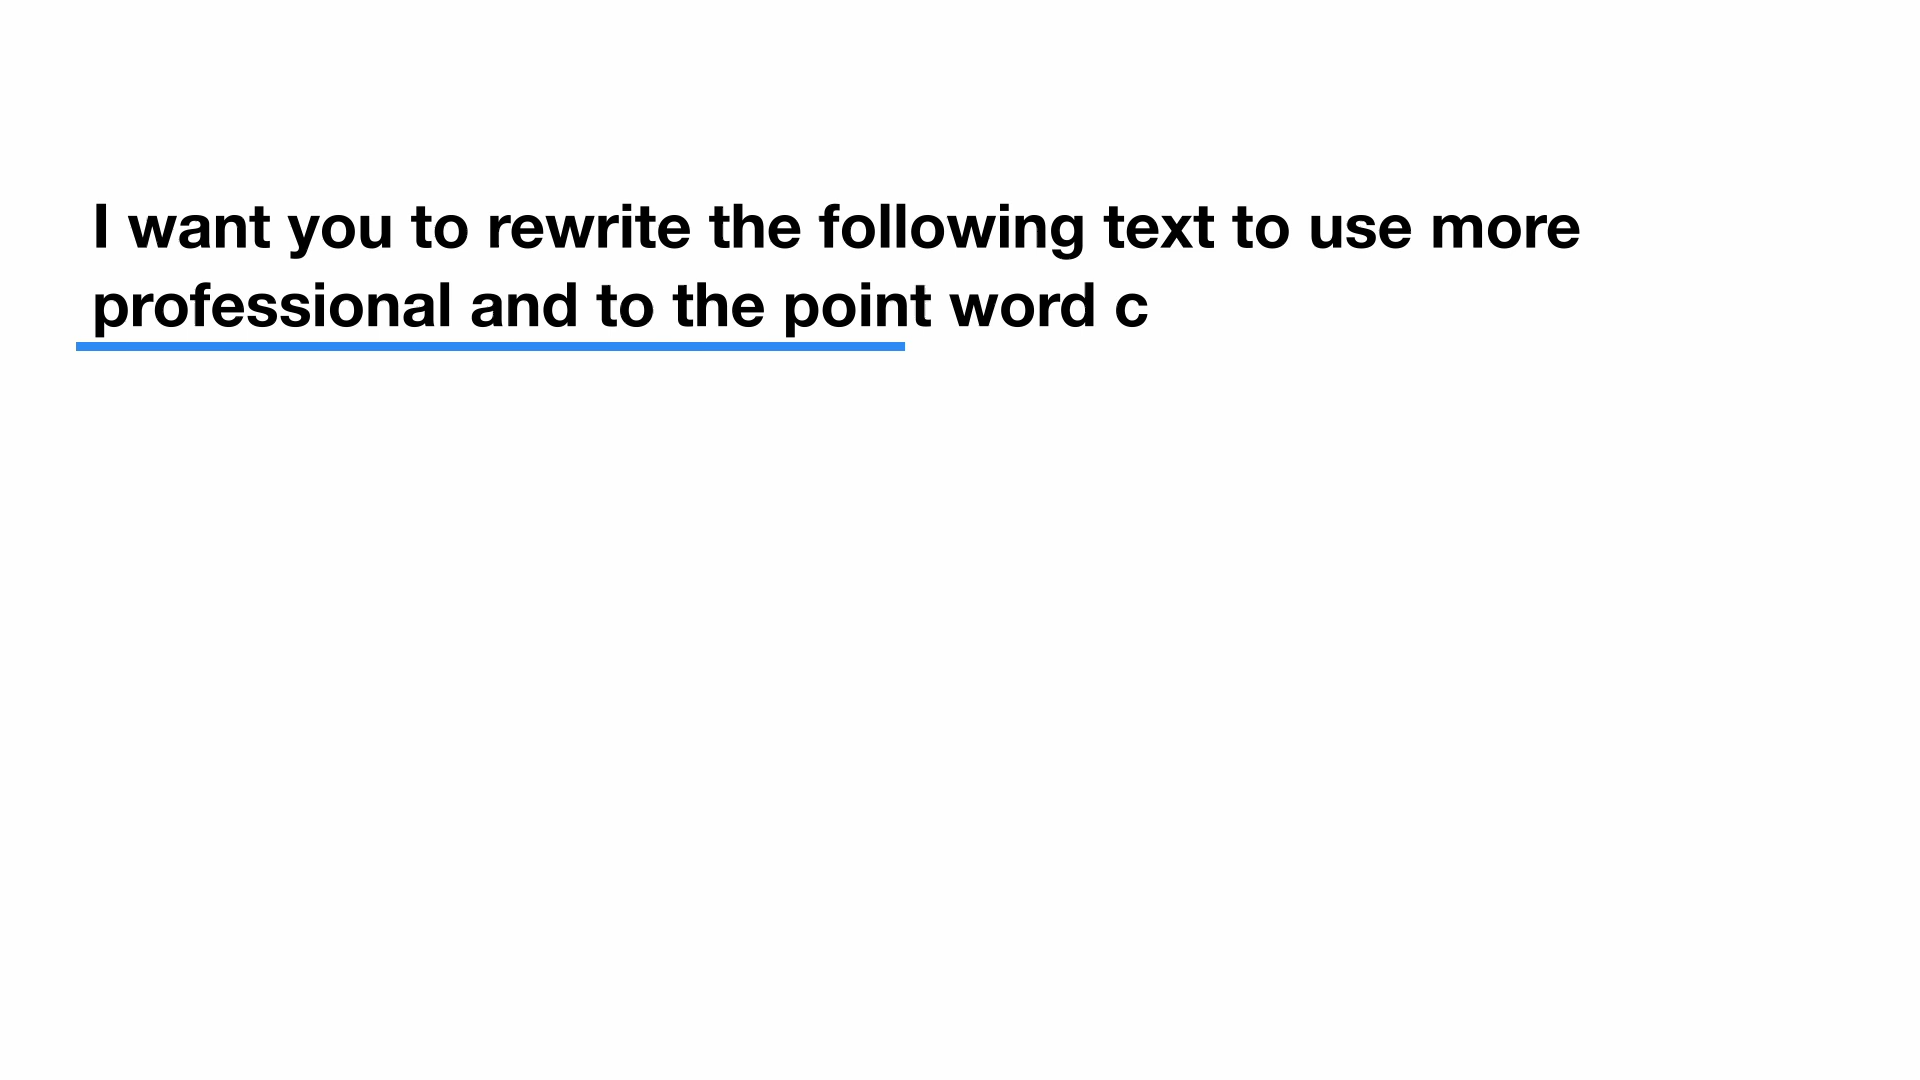 I want you to rewrite the following text to use more
professional and to the point word c